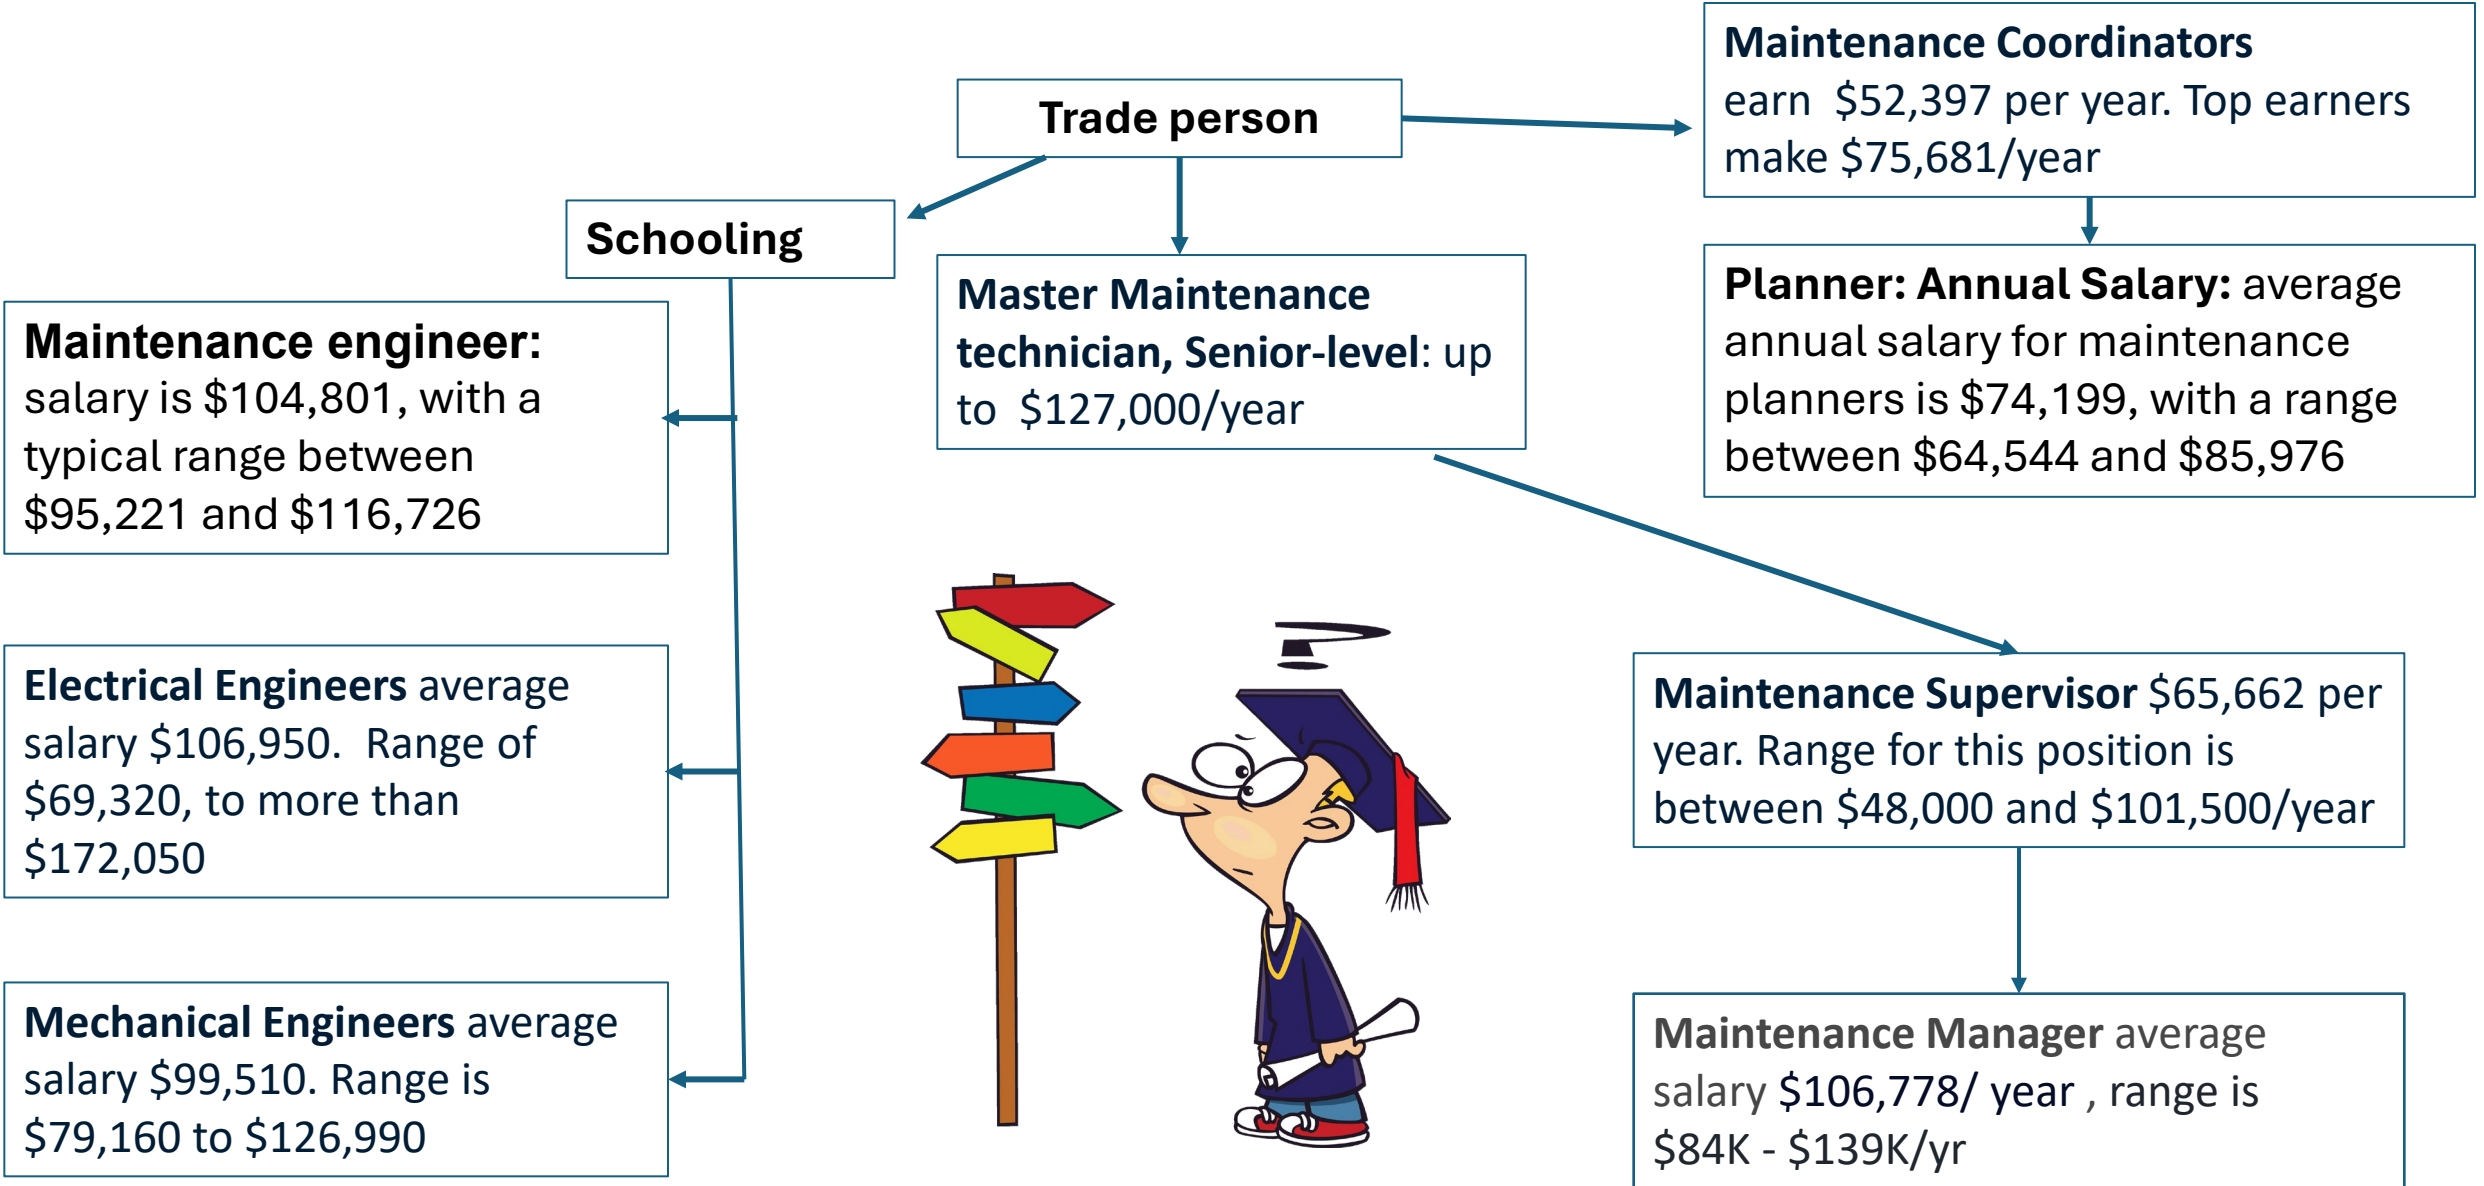 Trade person
Schooling
Maintenance engineer:
salary is $104,801, with a
typical range between
$95,221 and $116,726
Electrical Engineers average
salary $106,950.  Range of
$69,320, to more than
$172,050
Mechanical Engineers average
salary $99,510. Range is
$79,160 to $126,990
Master Maintenance
technician, Senior-level: up
to  $127,000/year
Maintenance Coordinators
earn  $52,397 per year. Top earners
make $75,681/year
Planner: Annual Salary: average
annual salary for maintenance
planners is $74,199, with a range
between $64,544 and $85,976
Maintenance Supervisor $65,662 per
year. Range for this position is
between $48,000 and $101,500/year
Maintenance Manager average
salary $106,778/ year , range is
$84K - $139K/yr